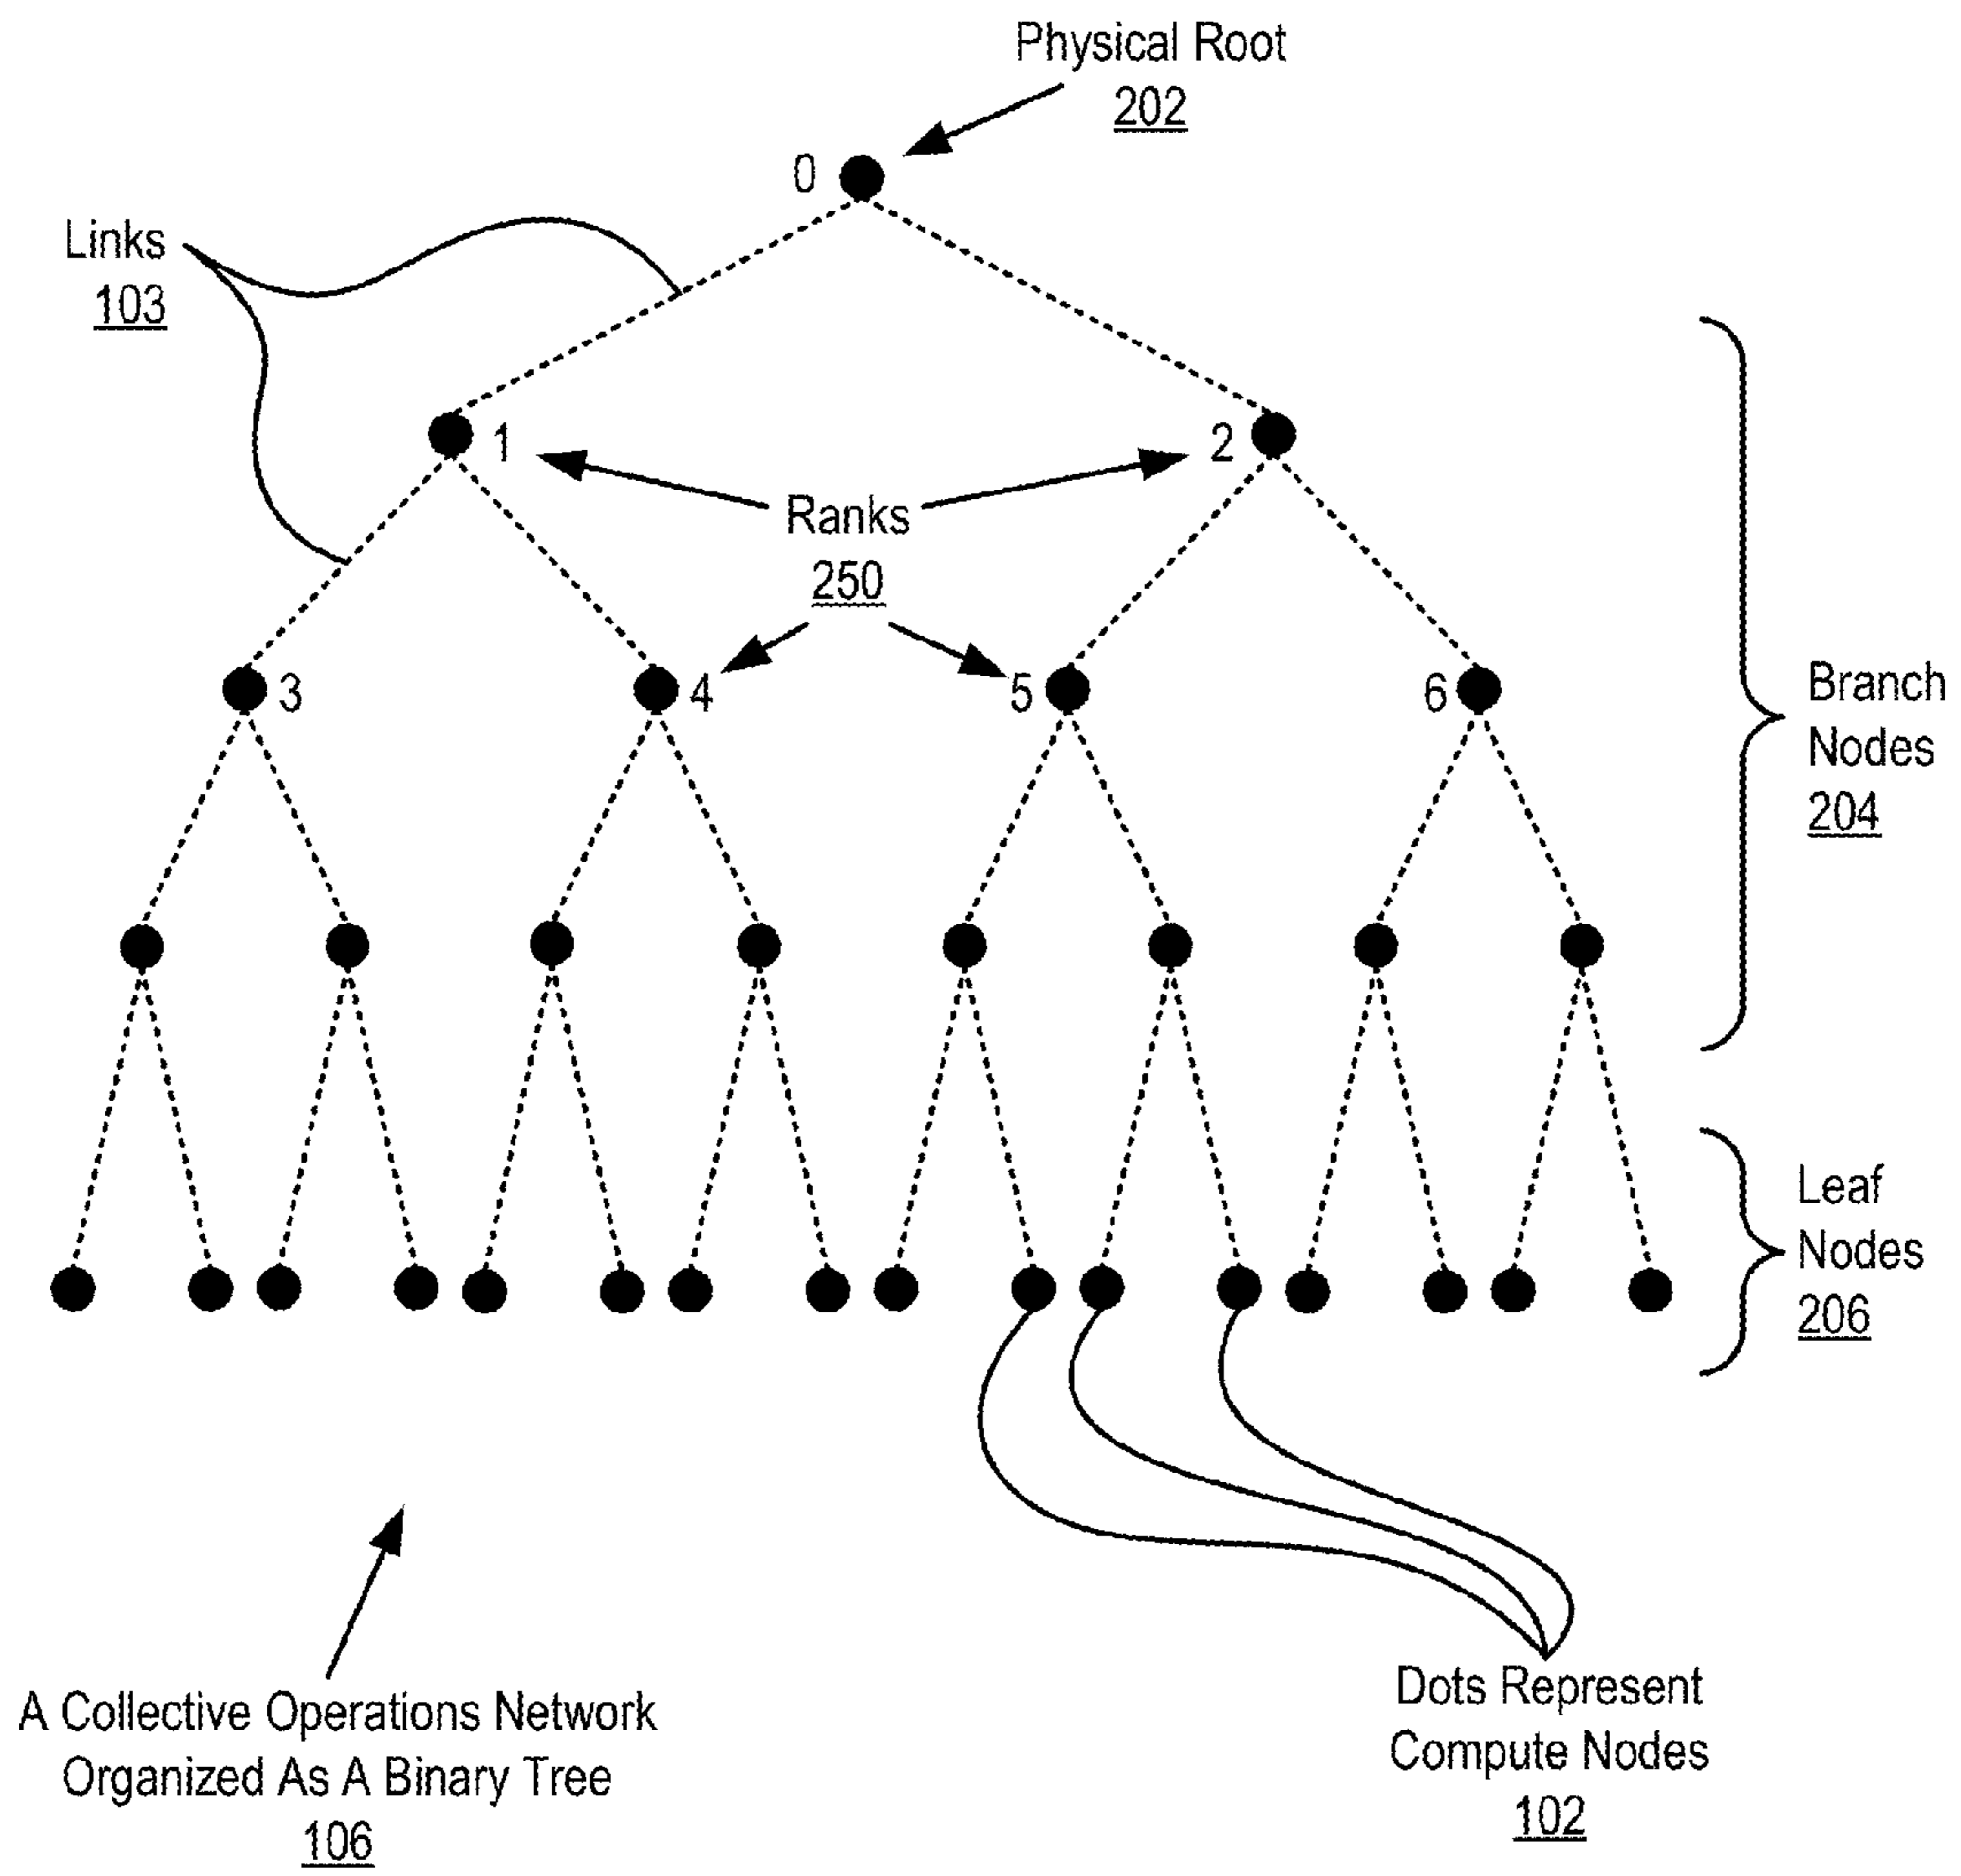 Physical Root
202
0
Links
103
1
2
Ranks
250
3
4
5
6
Branch
Nodes
204
Leaf
Nodes
206
A Collective Operations Network
Organized As A Binary Tree
106
Dots Represent
Compute Nodes
102